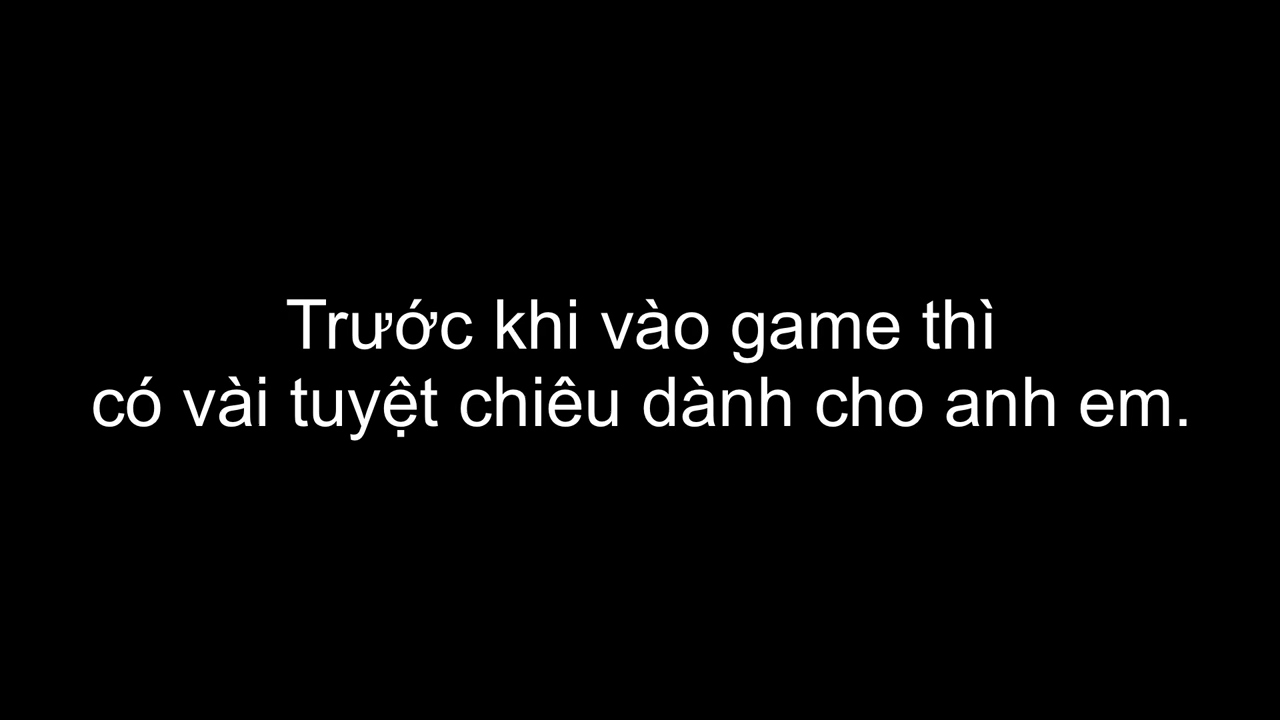 Trước khi vào game thì
có vài tuyệt chiêu dành cho anh em.